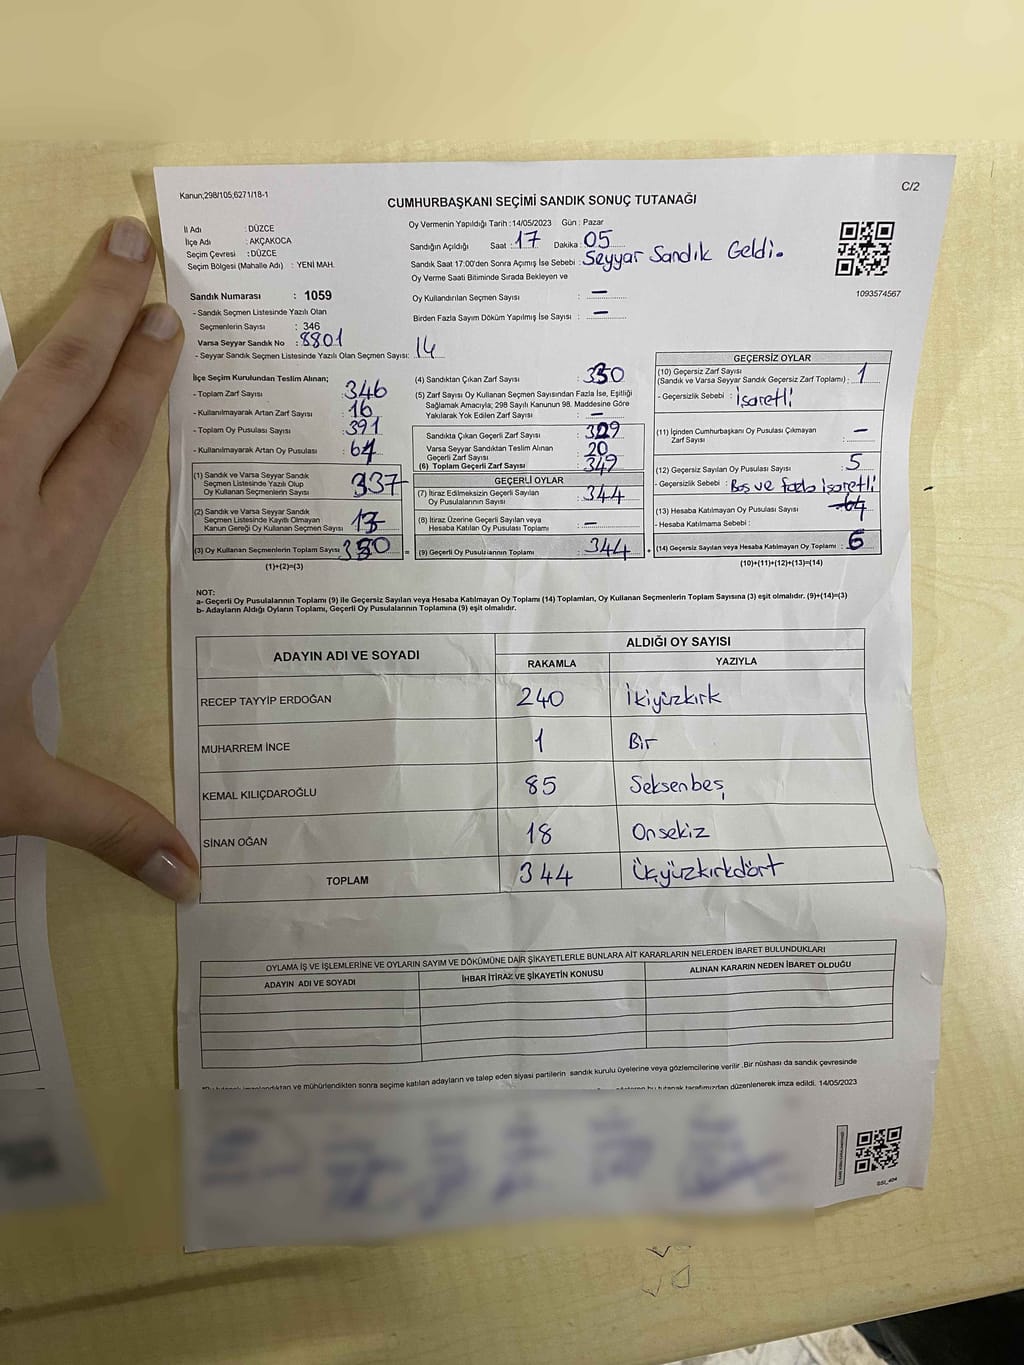 Kanun;298/105,6271/18-1
C/2
CUMHURBAŞKANI SEÇİMİ SANDIK SONUÇ TUTANAĞI
İl Adı : DÜZCE
İlçe Adı : AKÇAKOCA
Seçim Çevresi : DÜZCE
Seçim Bölgesi (Mahalle Adı) : YENİ MAH.
Oy Vermenin Yapıldığı Tarih : 14/05/2023 Gün : Pazar
Sandığın Açıldığı Saat : 17 Dakika : 05
Sandık Saat 17:00'den Sonra Açımış İse Sebebi : Seyyar Sandık Geldi.
Oy Verme Saati Bitiminde Sırada Bekleyen ve
Oy Kullandırılan Seçmen Sayısı : —
Birden Fazla Sayım Döküm Yapılmış İse Sayısı : —
1093574567
Sandık Numarası : 1059
- Sandık Seçmen Listesinde Yazılı Olan
Seçmenlerin Sayısı : 346
Varsa Seyyar Sandık No : 8801
- Seyyar Sandık Seçmen Listesinde Yazılı Olan Seçmen Sayısı: 14
İlçe Seçim Kurulundan Teslim Alınan;
- Toplam Zarf Sayısı : 346
- Kullanılmayarak Artan Zarf Sayısı : 16
- Toplam Oy Pusulası Sayısı : 391
- Kullanılmayarak Artan Oy Pusulası : 64
(1) Sandık ve Varsa Seyyar Sandık
Seçmen Listesinde Yazılı Olup
Oy Kullanan Seçmenlerin Sayısı : 337
(2) Sandık ve Varsa Seyyar Sandık
Seçmen Listesinde Kayıtlı Olmayan
Kanun Gereği Oy Kullanan Seçmen Sayısı : 13
(3) Oy Kullanan Seçmenlerin Toplam Sayısı : 350 =
(1)+(2)=(3)
(4) Sandıktan Çıkan Zarf Sayısı : 350
(5) Zarf Sayısı Oy Kullanan Seçmen Sayısından Fazla İse, Eşitliği
Sağlamak Amacıyla; 298 Sayılı Kanunun 98. Maddesine Göre
Yakılarak Yok Edilen Zarf Sayısı : —
Sandıkta Çıkan Geçerli Zarf Sayısı : 329
Varsa Seyyar Sandıktan Teslim Alınan
Geçerli Zarf Sayısı : 20
(6) Toplam Geçerli Zarf Sayısı : 349
GEÇERLİ OYLAR
(7) İtiraz Edilmeksizin Geçerli Sayılan
Oy Pusulalarının Sayısı : 344
(8) İtiraz Üzerine Geçerli Sayılan veya
Hesaba Katılan Oy Pusulası Toplamı : —
(9) Geçerli Oy Pusulalarının Toplamı : 344 +
GEÇERSİZ OYLAR
(10) Geçersiz Zarf Sayısı
(Sandık ve Varsa Seyyar Sandık Geçersiz Zarf Toplamı) : 1
- Geçersizlik Sebebi : İsaretli
(11) İçinden Cumhurbaşkanı Oy Pusulası Çıkmayan
Zarf Sayısı : —
(12) Geçersiz Sayılan Oy Pusulası Sayısı : 5
- Geçersizlik Sebebi : Boş ve fazla işaretli
(13) Hesaba Katılmayan Oy Pusulası Sayısı : 64
- Hesaba Katılmama Sebebi :
(14) Geçersiz Sayılan veya Hesaba Katılmayan Oy Toplamı : 6
(10)+(11)+(12)+(13)=(14)
NOT:
a- Geçerli Oy Pusulalarının Toplamı (9) ile Geçersiz Sayılan veya Hesaba Katılmayan Oy Toplamı (14) Toplamları, Oy Kullanan Seçmenlerin Toplam Sayısına (3) eşit olmalıdır. (9)+(14)=(3)
b- Adayların Aldığı Oyların Toplamı, Geçerli Oy Pusulalarının Toplamına (9) eşit olmalıdır.
ADAYIN ADI VE SOYADI ALDIĞI OY SAYISI
RAKAMLA YAZIYLA
RECEP TAYYİP ERDOĞAN 240 İkiyüzkırk
MUHARREM İNCE 1 Bir
KEMAL KILIÇDAROĞLU 85 Seksenbeş
SİNAN OĞAN 18 Onsekiz
TOPLAM 344 Üçyüzkırkdört
OYLAMA İŞ VE İŞLEMLERİNE VE OYLARIN SAYIM VE DÖKÜMÜNE DAİR ŞİKAYETLERLE BUNLARA AİT KARARLARIN NELERDEN İBARET BULUNDUKLARI
ADAYIN ADI VE SOYADI İHBAR İTİRAZ VE ŞİKAYETİN KONUSU ALINAN KARARIN NEDEN İBARET OLDUĞU
mühürlendikten sonra seçime katılan adayların ve talep eden siyasi partilerin sandık kurulu üyelerine veya gözlemcilerine verilir .Bir nüshası da sandık çevresinde
bu tutanak tarafımızdan düzenlenerek imza edildi. 14/05/2023